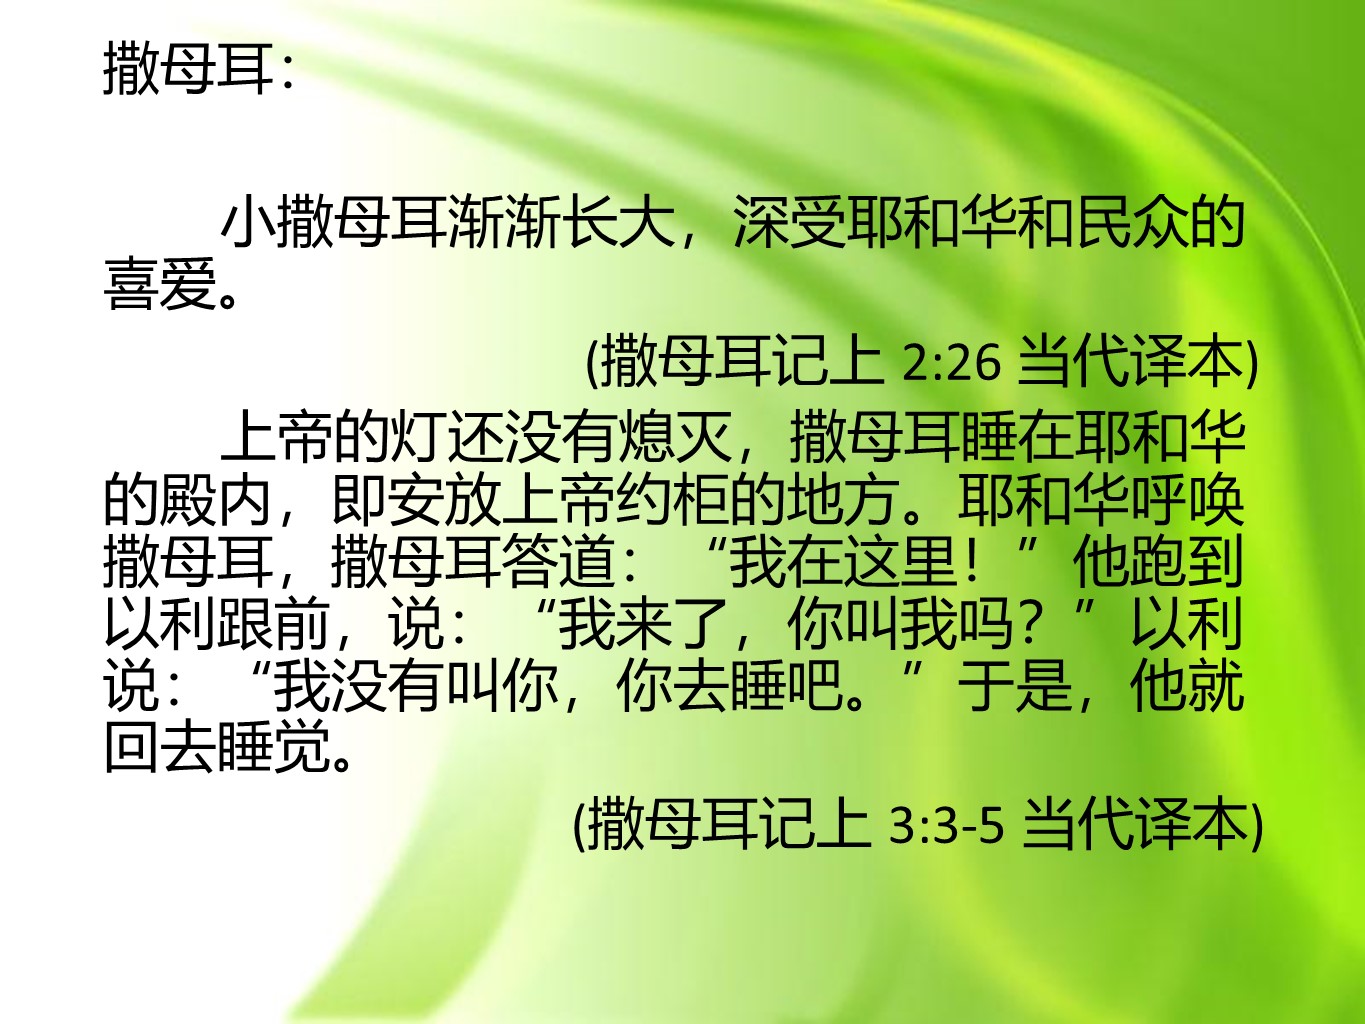 撒母耳：
小撒母耳渐渐长大，深受耶和华和民众的
喜爱。
(撒母耳记上 2:26 当代译本)
上帝的灯还没有熄灭，撒母耳睡在耶和华
的殿内，即安放上帝约柜的地方。耶和华呼唤
撒母耳，撒母耳答道：“我在这里！”他跑到
以利跟前，说：“我来了，你叫我吗？”以利
说：“我没有叫你，你去睡吧。”于是，他就
回去睡觉。
(撒母耳记上 3:3-5 当代译本)